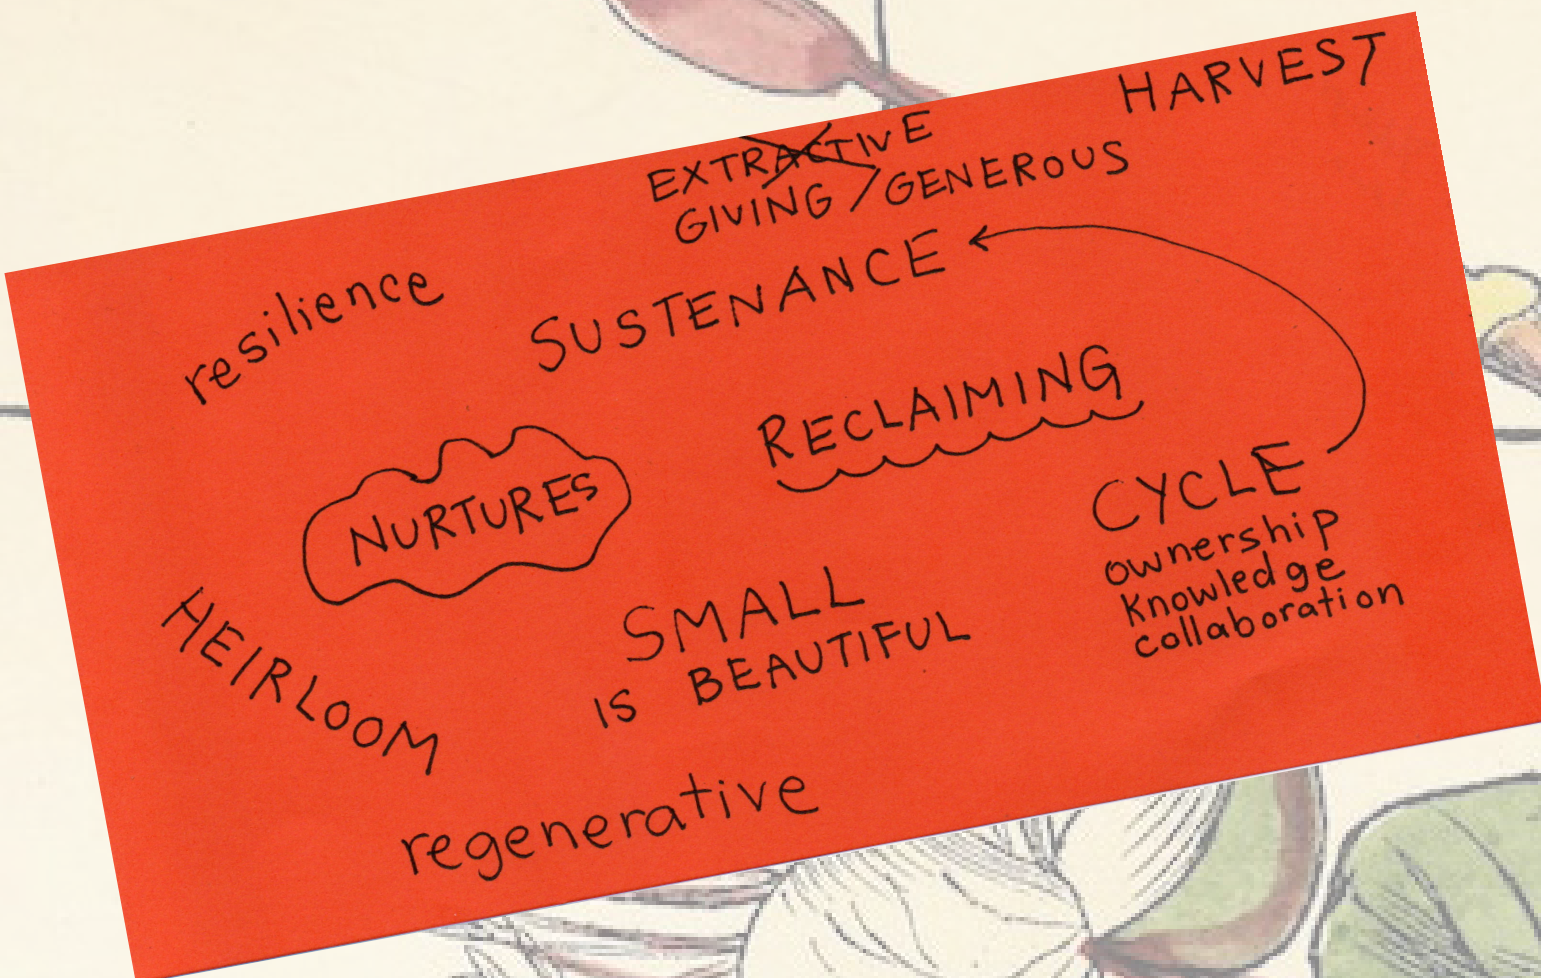 HARVEST
EXTRACTIVE
GIVING / GENEROUS
SUSTENANCE
resilience
RECLAIMING
NURTURES
CYCLE
ownership
knowledge
collaboration
SMALL
IS BEAUTIFUL
HEIRLOOM
regenerative